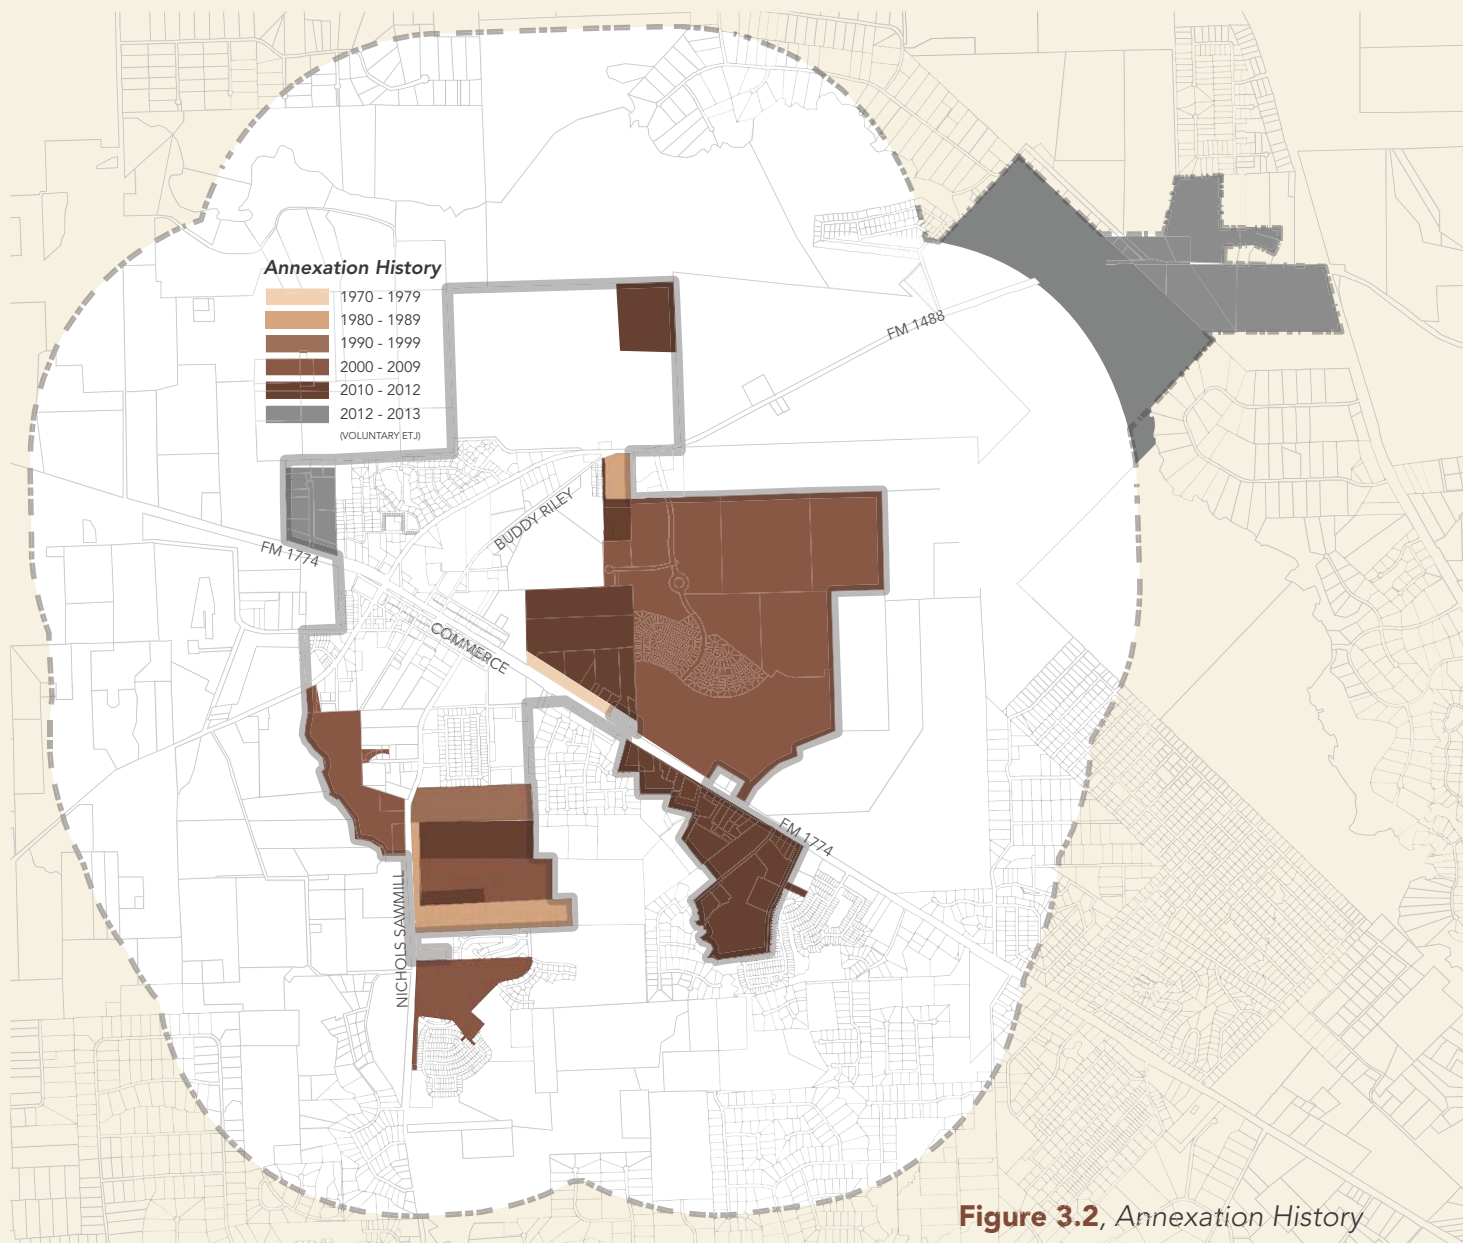 Annexation History
1970 - 1979
1980 - 1989
1990 - 1999
2000 - 2009
2010 - 2012
2012 - 2013
(VOLUNTARY ETJ)
FM 1488
BUDDY RILEY
FM 1774
COMMERCE
FM 1774
NICHOLS SAWMILL
Figure 3.2, Annexation History